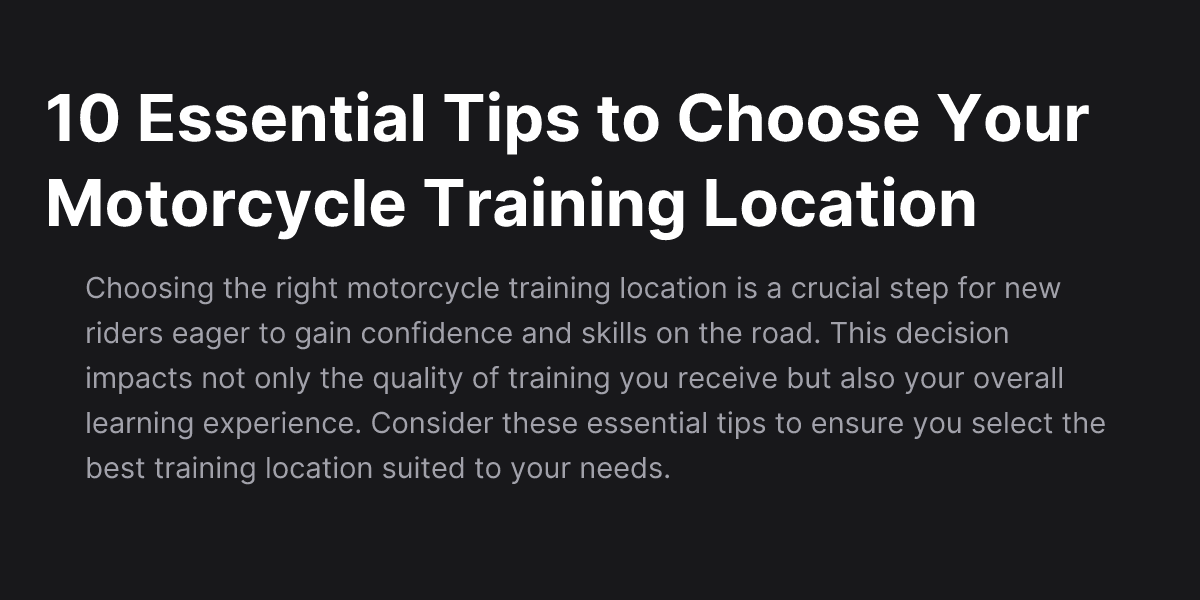 10 Essential Tips to Choose Your
Motorcycle Training Location
Choosing the right motorcycle training location is a crucial step for new
riders eager to gain confidence and skills on the road. This decision
impacts not only the quality of training you receive but also your overall
learning experience. Consider these essential tips to ensure you select the
best training location suited to your needs.